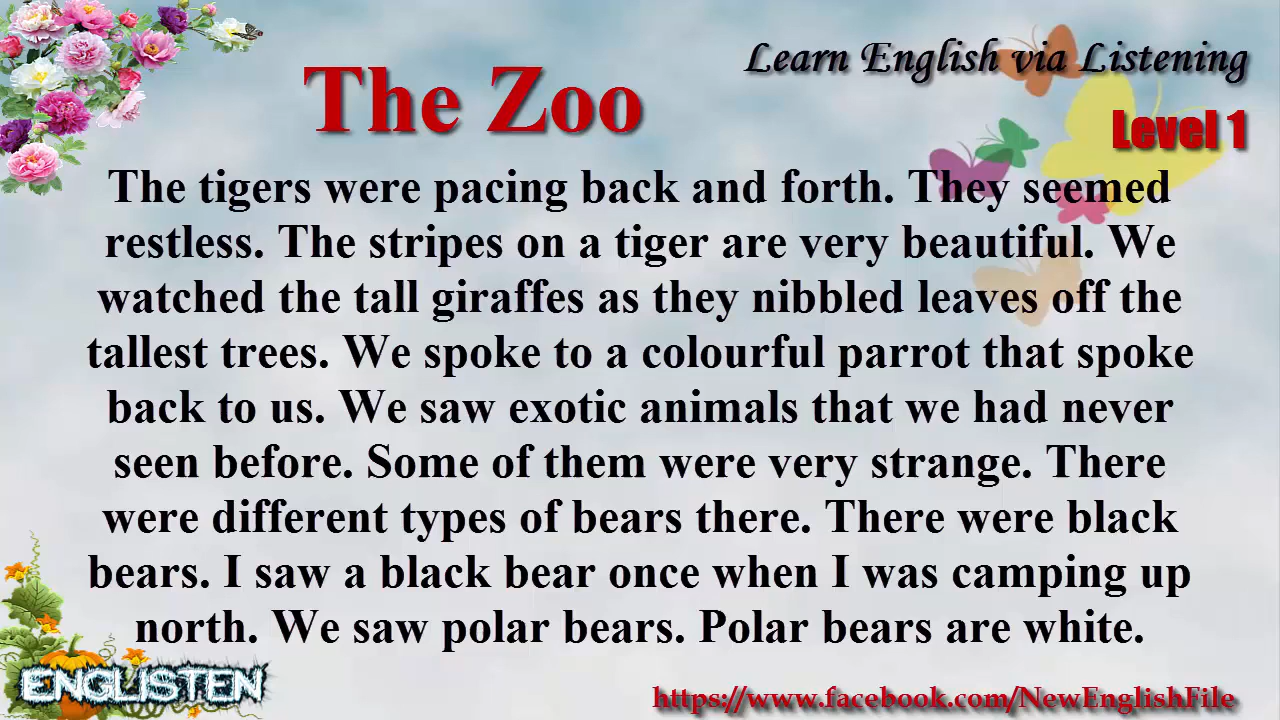 Learn English via Listening
The Zoo
Level 1
The tigers were pacing back and forth. They seemed
restless. The stripes on a tiger are very beautiful. We
watched the tall giraffes as they nibbled leaves off the
tallest trees. We spoke to a colourful parrot that spoke
back to us. We saw exotic animals that we had never
seen before. Some of them were very strange. There
were different types of bears there. There were black
bears. I saw a black bear once when I was camping up
north. We saw polar bears. Polar bears are white.
ENGLISTEN
https://www.facebook.com/NewEnglishFile